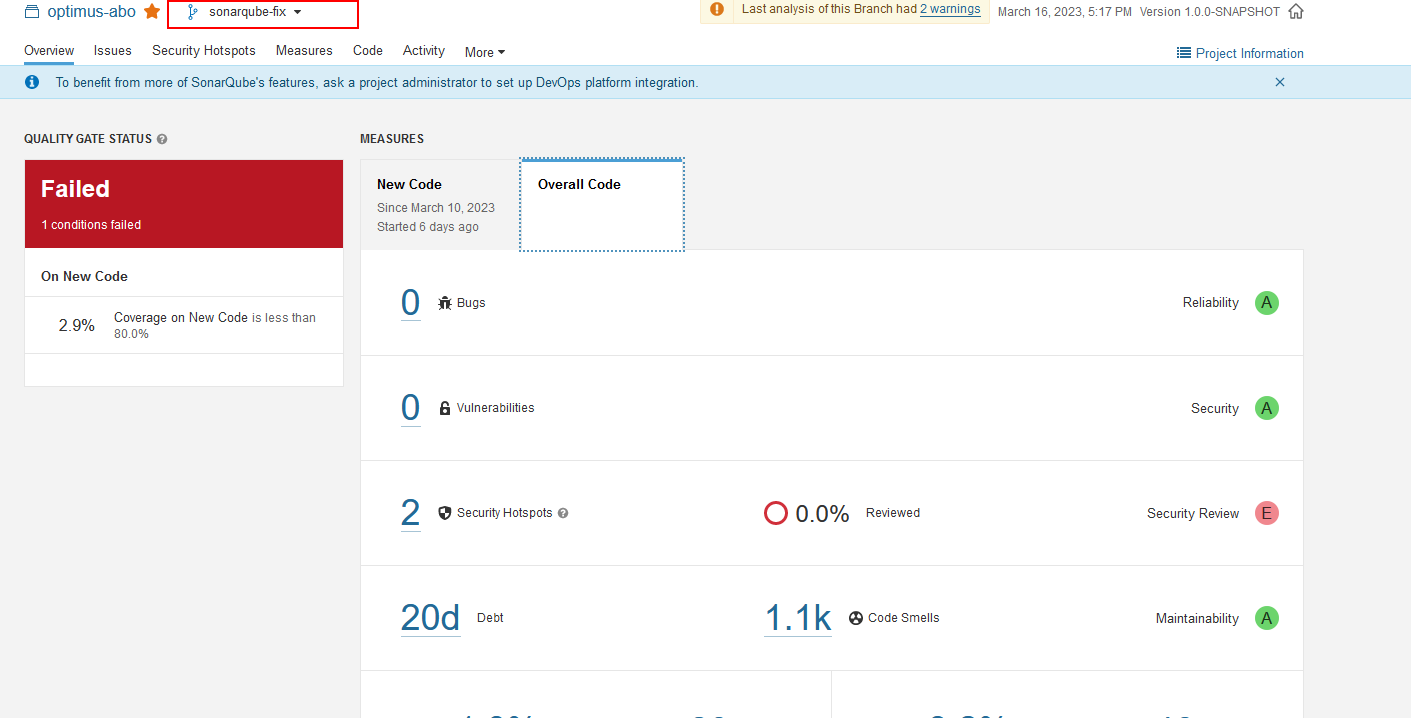 optimus-abo
sonarqube-fix
Last analysis of this Branch had 2 warnings
March 16, 2023, 5:17 PM Version 1.0.0-SNAPSHOT
Overview Issues Security Hotspots Measures Code Activity More
Project Information
To benefit from more of SonarQube's features, ask a project administrator to set up DevOps platform integration.
QUALITY GATE STATUS
Failed
1 conditions failed
On New Code
2.9%
Coverage on New Code is less than
80.0%
MEASURES
New Code
Since March 10, 2023
Started 6 days ago
Overall Code
0 Bugs
Reliability A
0 Vulnerabilities
Security A
2 Security Hotspots
0.0% Reviewed
Security Review E
20d Debt
1.1k Code Smells
Maintainability A